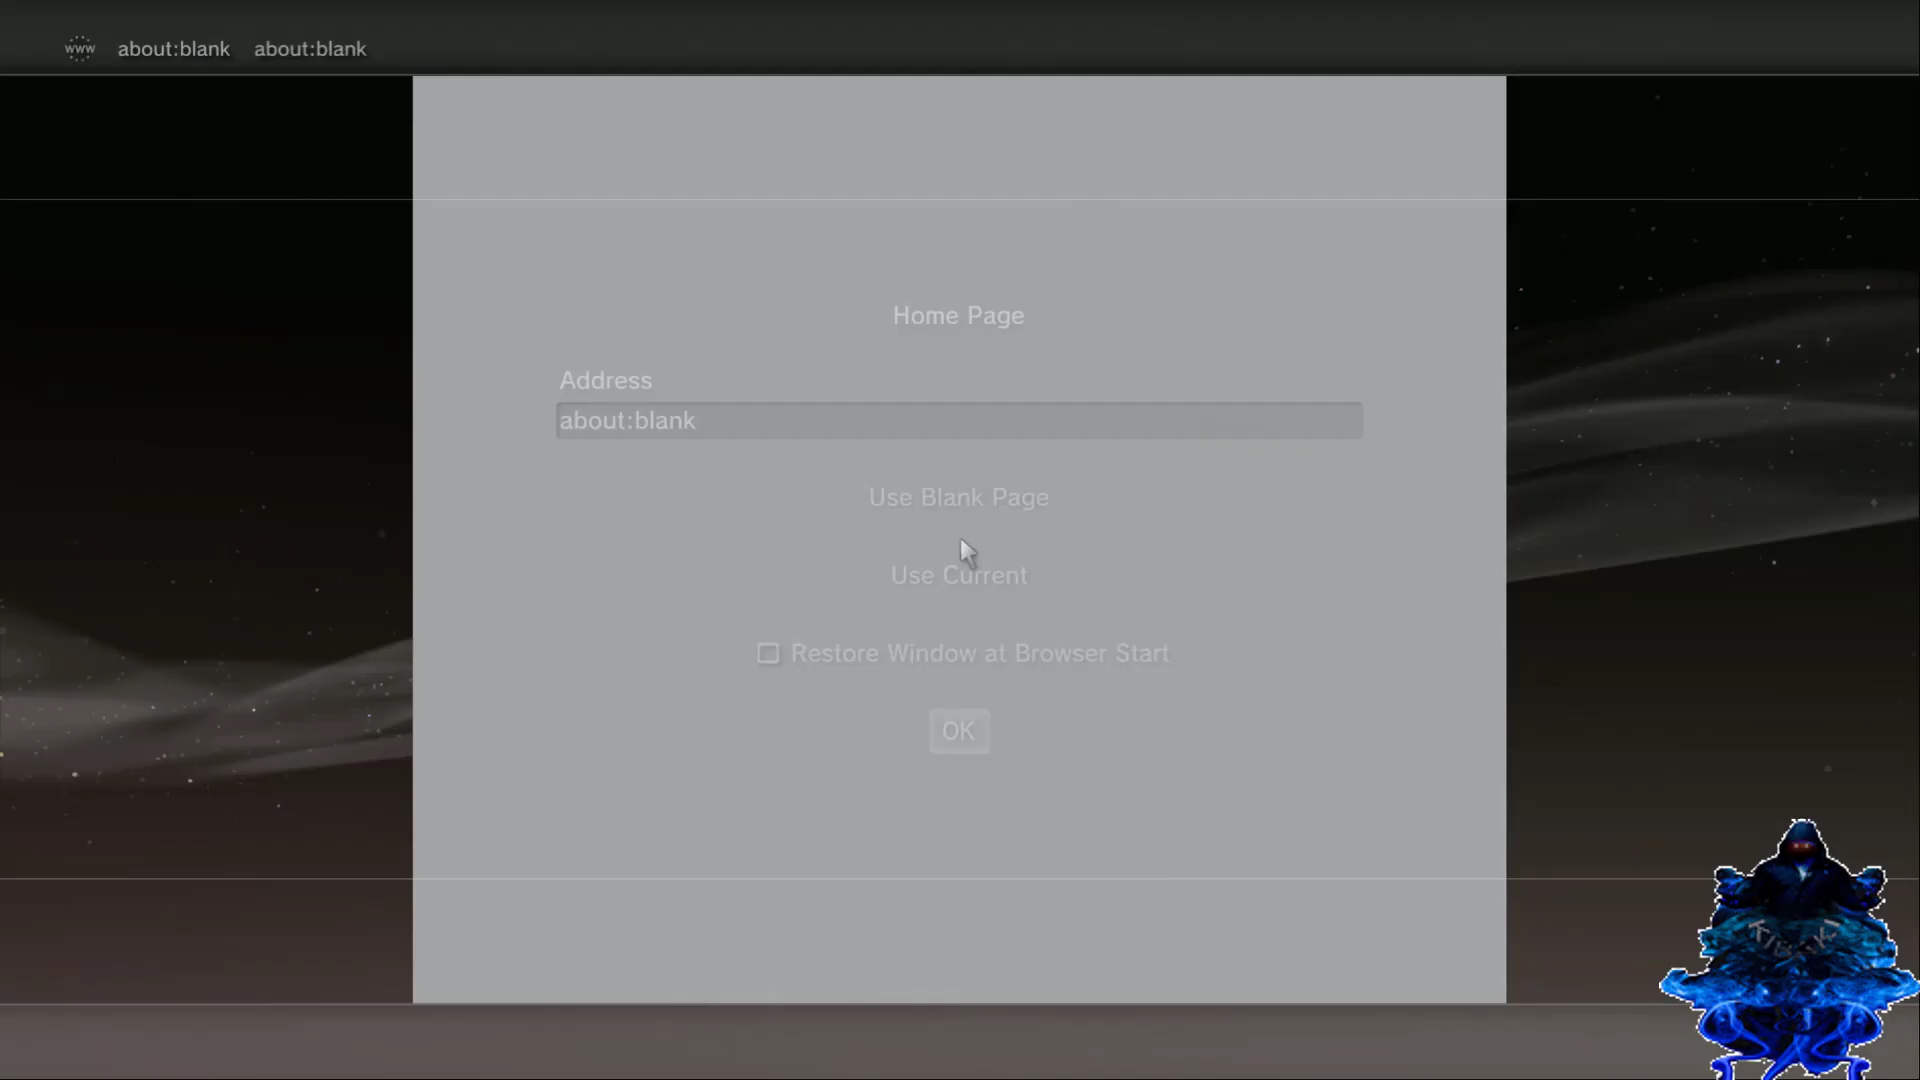 www about:blank about:blank
Home Page
Address
about:blank
Use Blank Page
Use Current
Restore Window at Browser Start
OK